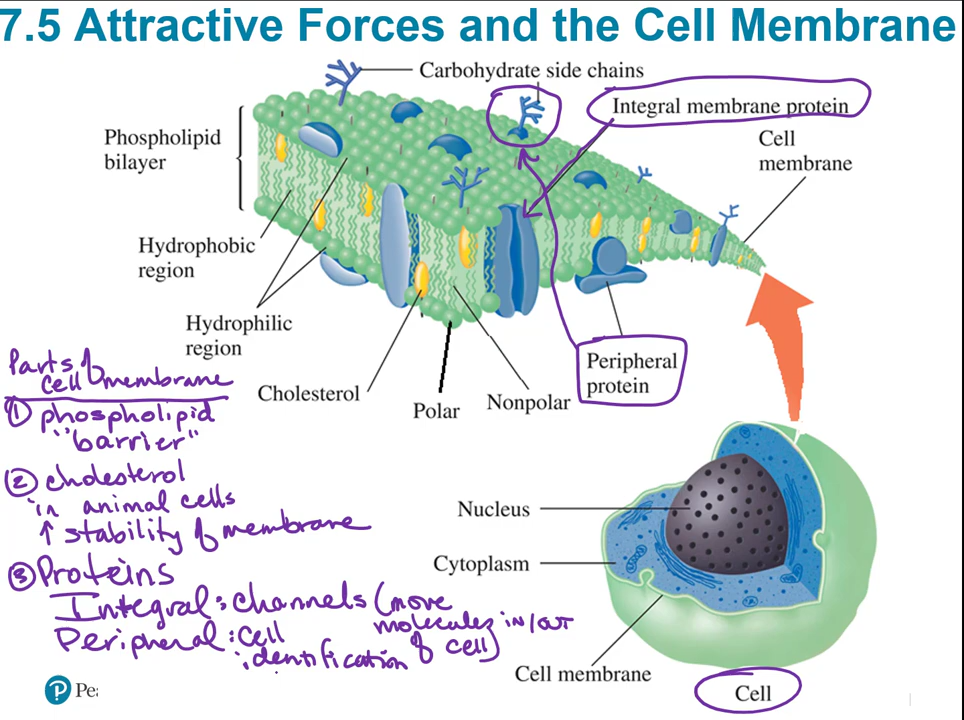 7.5 Attractive Forces and the Cell Membrane
Carbohydrate side chains
Integral membrane protein
Cell
membrane
Phospholipid
bilayer
Hydrophobic
region
Hydrophilic
region
Cholesterol
Polar
Nonpolar
Peripheral
protein
Parts of
cell membrane
① phospholipid
"barrier"
② cholesterol
in animal cells
↑ stability of membrane
③ Proteins
Integral: channels (move
molecules in/out
of cell)
Peripheral: cell
identification
Nucleus
Cytoplasm
Cell membrane
Cell
P Pea